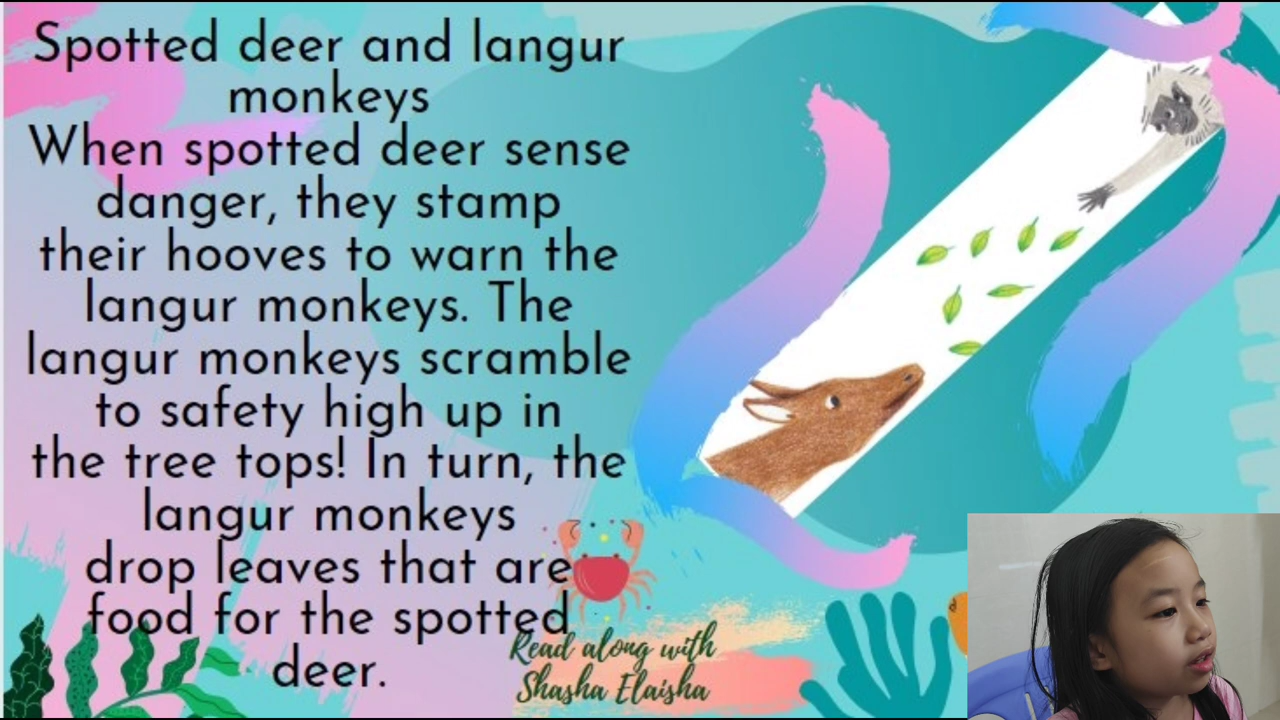 Spotted deer and langur
monkeys
When spotted deer sense
danger, they stamp
their hooves to warn the
langur monkeys. The
langur monkeys scramble
to safety high up in
the tree tops! In turn, the
langur monkeys
drop leaves that are
food for the spotted
deer.
Read along with
Shasha Elaisha